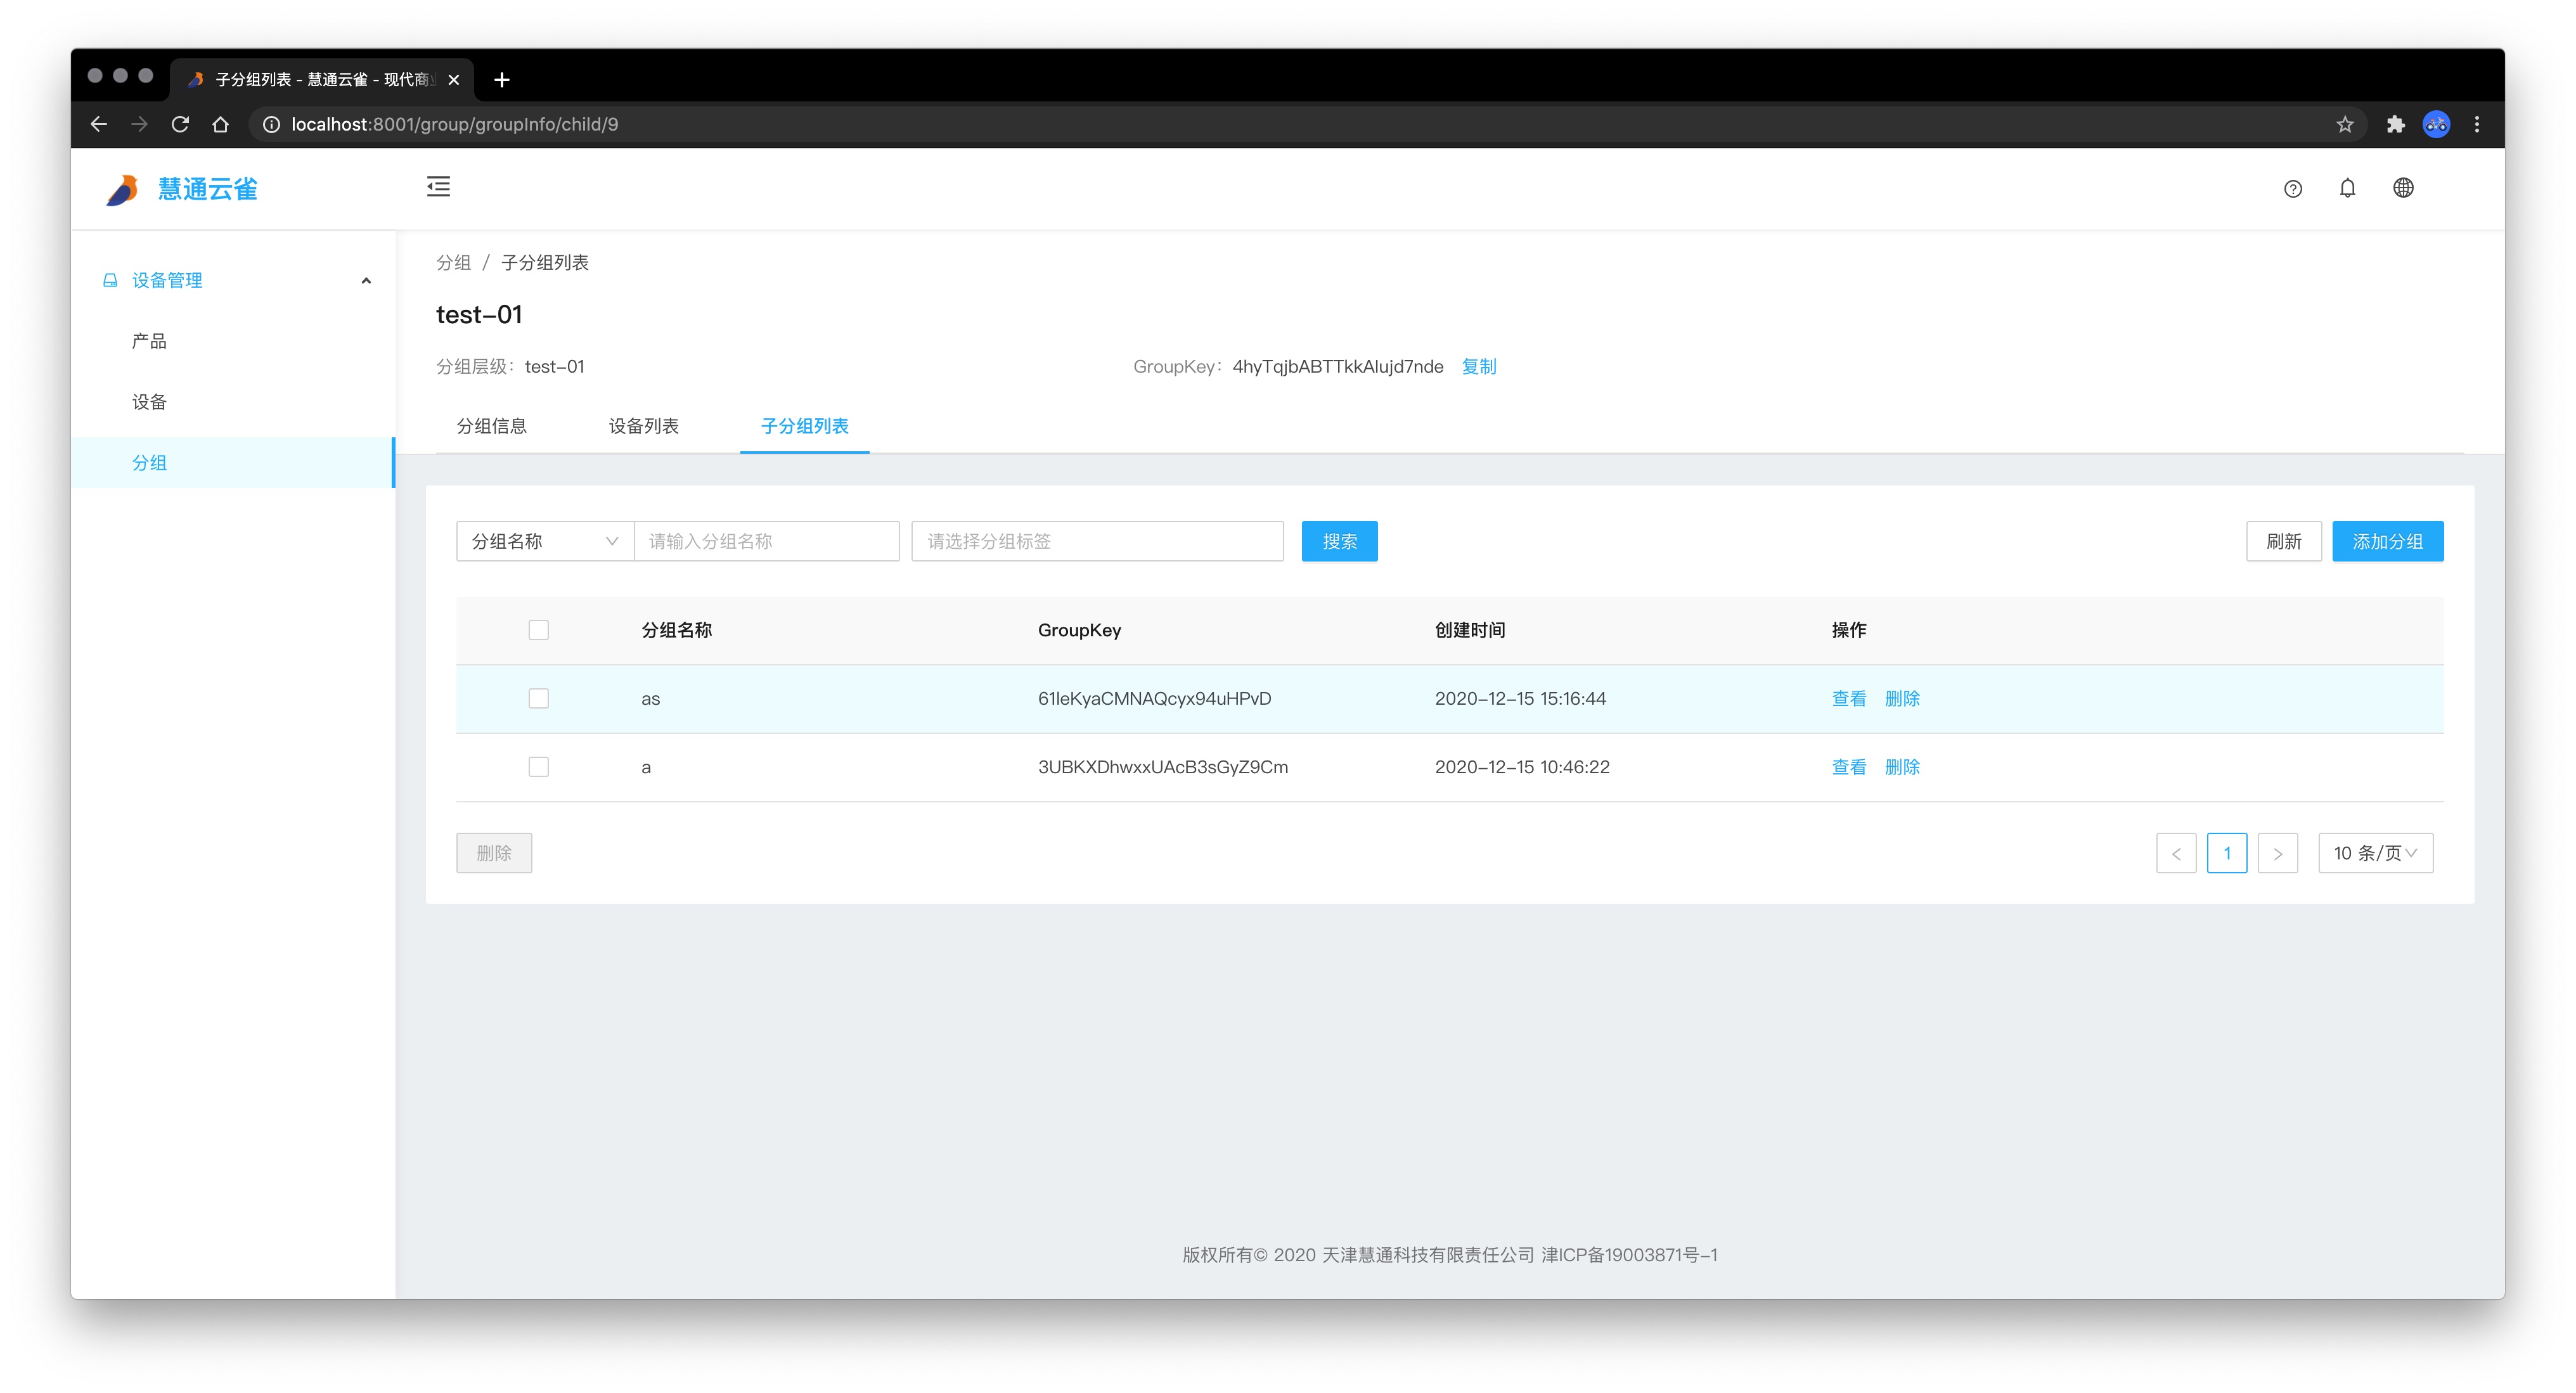 子分组列表 - 慧通云雀 - 现代商
localhost:8001/group/groupInfo/child/9
慧通云雀
设备管理
产品
设备
分组
分组 / 子分组列表
test-01
分组层级：test-01
GroupKey：4hyTqjbABTTkkAlujd7nde 复制
分组信息 设备列表 子分组列表
分组名称 请输入分组名称 请选择分组标签 搜索 刷新 添加分组
分组名称 GroupKey 创建时间 操作
as 61leKyaCMNAQcyx94uHPvD 2020-12-15 15:16:44 查看 删除
a 3UBKXDhwxxUAcB3sGyZ9Cm 2020-12-15 10:46:22 查看 删除
删除 < 1 > 10 条/页
版权所有© 2020 天津慧通科技有限责任公司 津ICP备19003871号-1